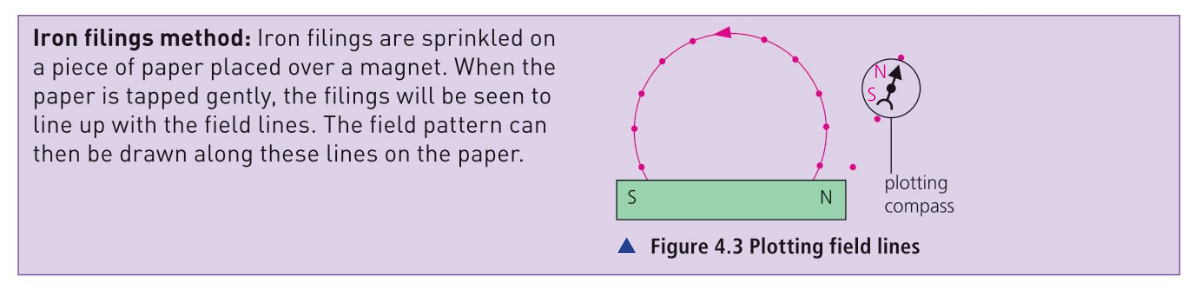 Iron filings method: Iron filings are sprinkled on
a piece of paper placed over a magnet. When the
paper is tapped gently, the filings will be seen to
line up with the field lines. The field pattern can
then be drawn along these lines on the paper.
N
S
S
N
plotting
compass
▲ Figure 4.3 Plotting field lines